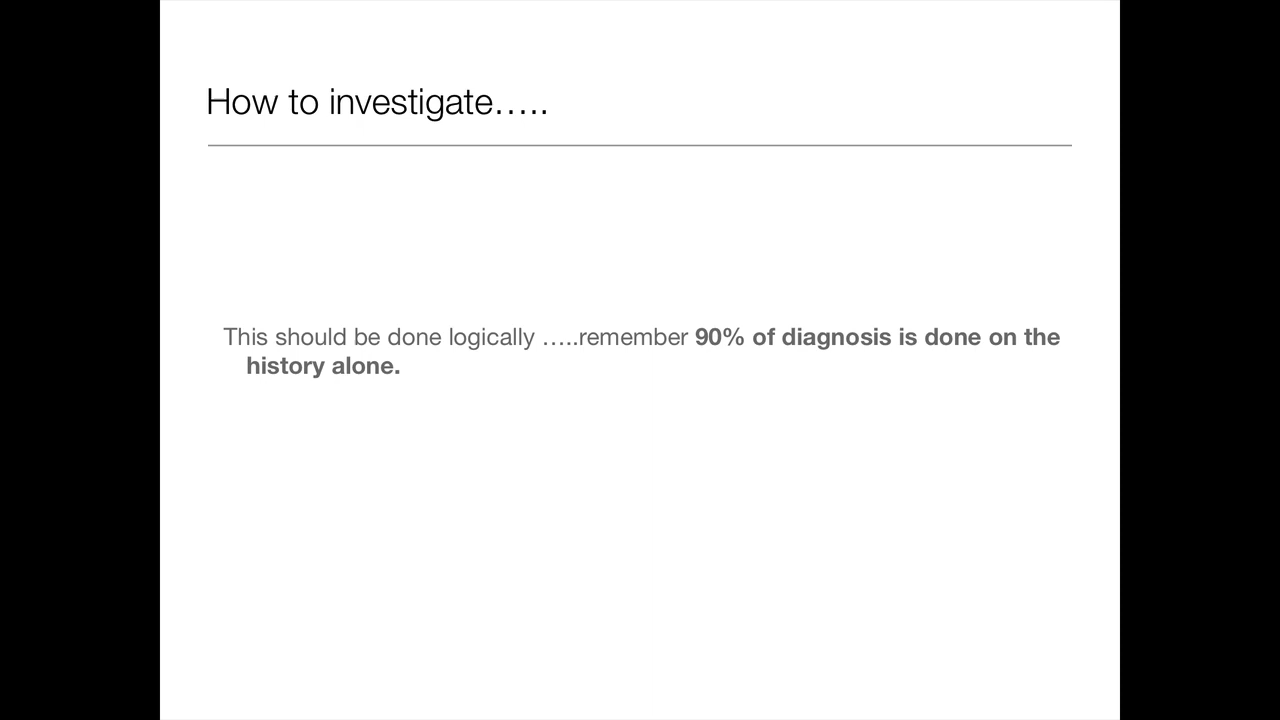 How to investigate…..
This should be done logically …..remember 90% of diagnosis is done on the
history alone.